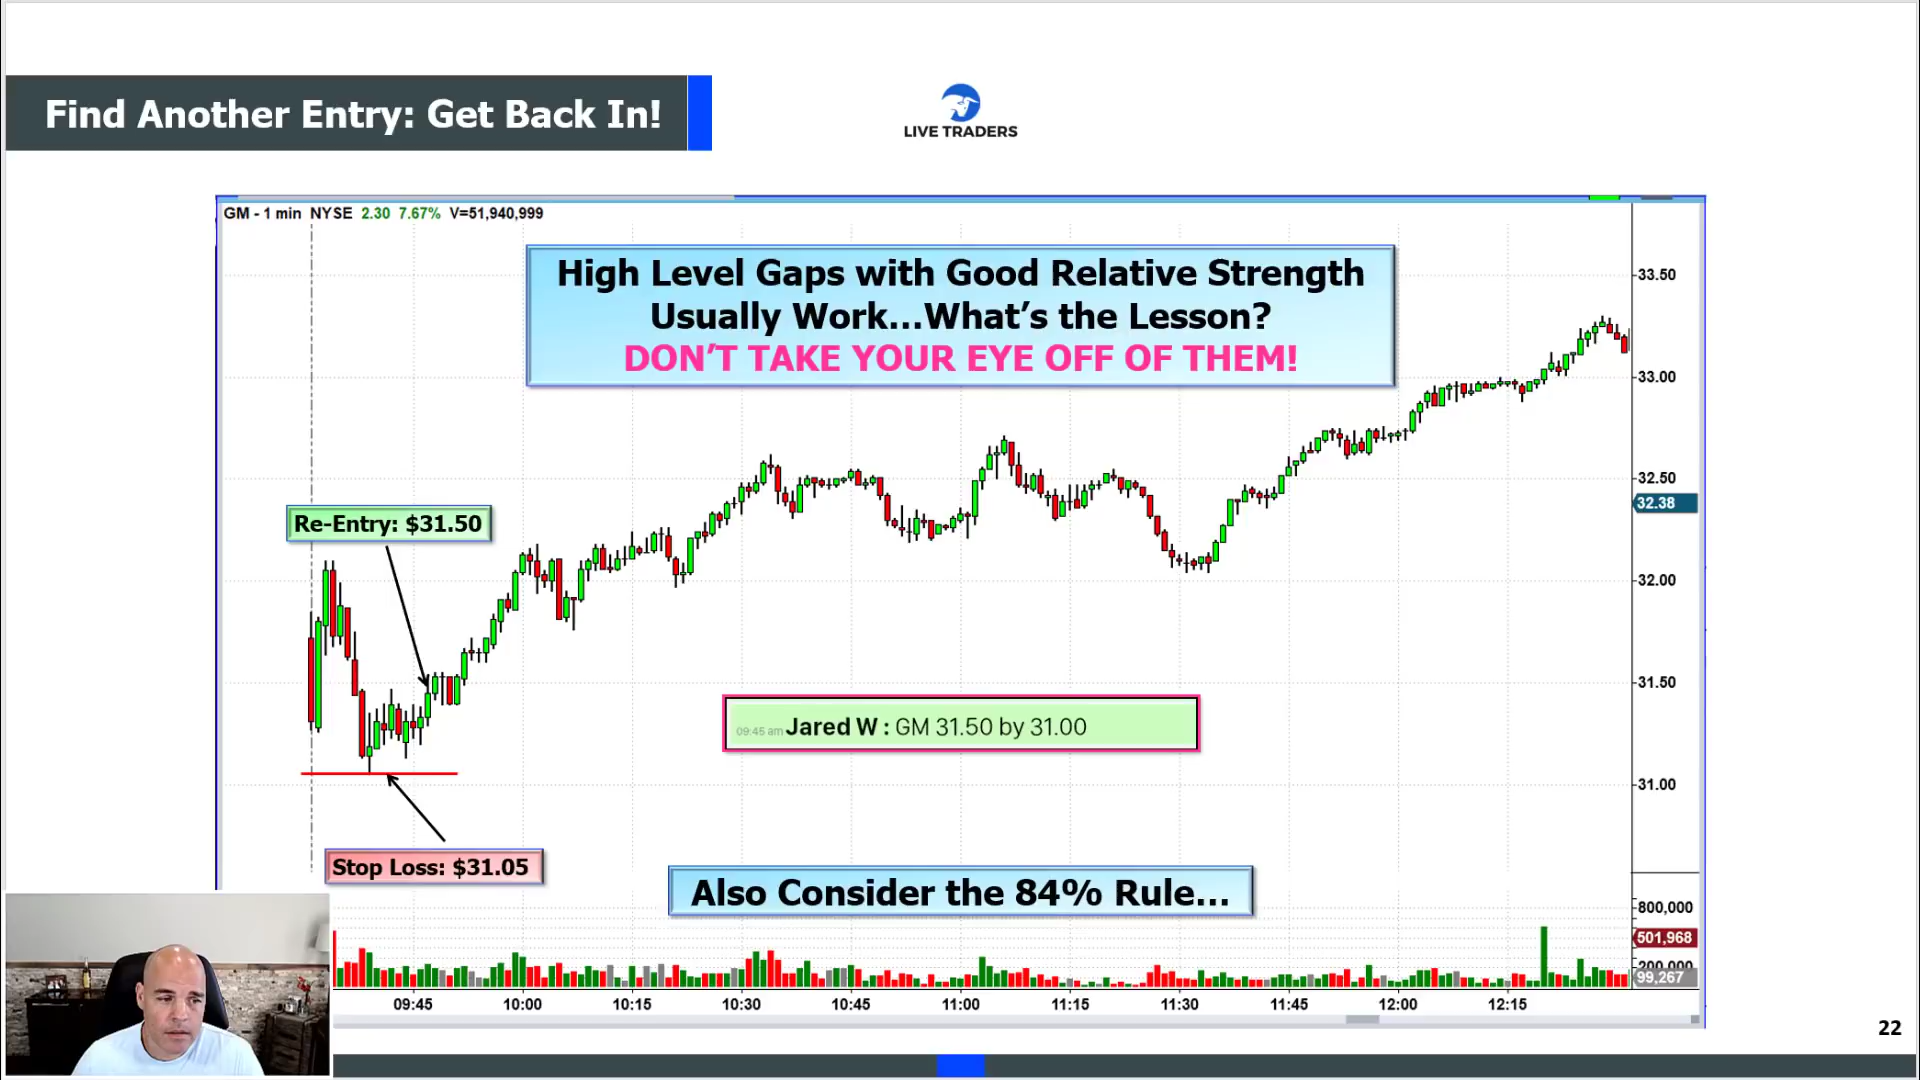 Find Another Entry: Get Back In!
LIVE TRADERS
GM - 1 min NYSE 2.30 7.67% V=51,940,999
High Level Gaps with Good Relative Strength
Usually Work...What's the Lesson?
DON'T TAKE YOUR EYE OFF OF THEM!
33.50
33.00
32.50
32.38
32.00
31.50
31.00
Re-Entry: $31.50
09:45 am Jared W : GM 31.50 by 31.00
Stop Loss: $31.05
Also Consider the 84% Rule...
800,000
501,968
99,267
09:45 10:00 10:15 10:30 10:45 11:00 11:15 11:30 11:45 12:00 12:15
22